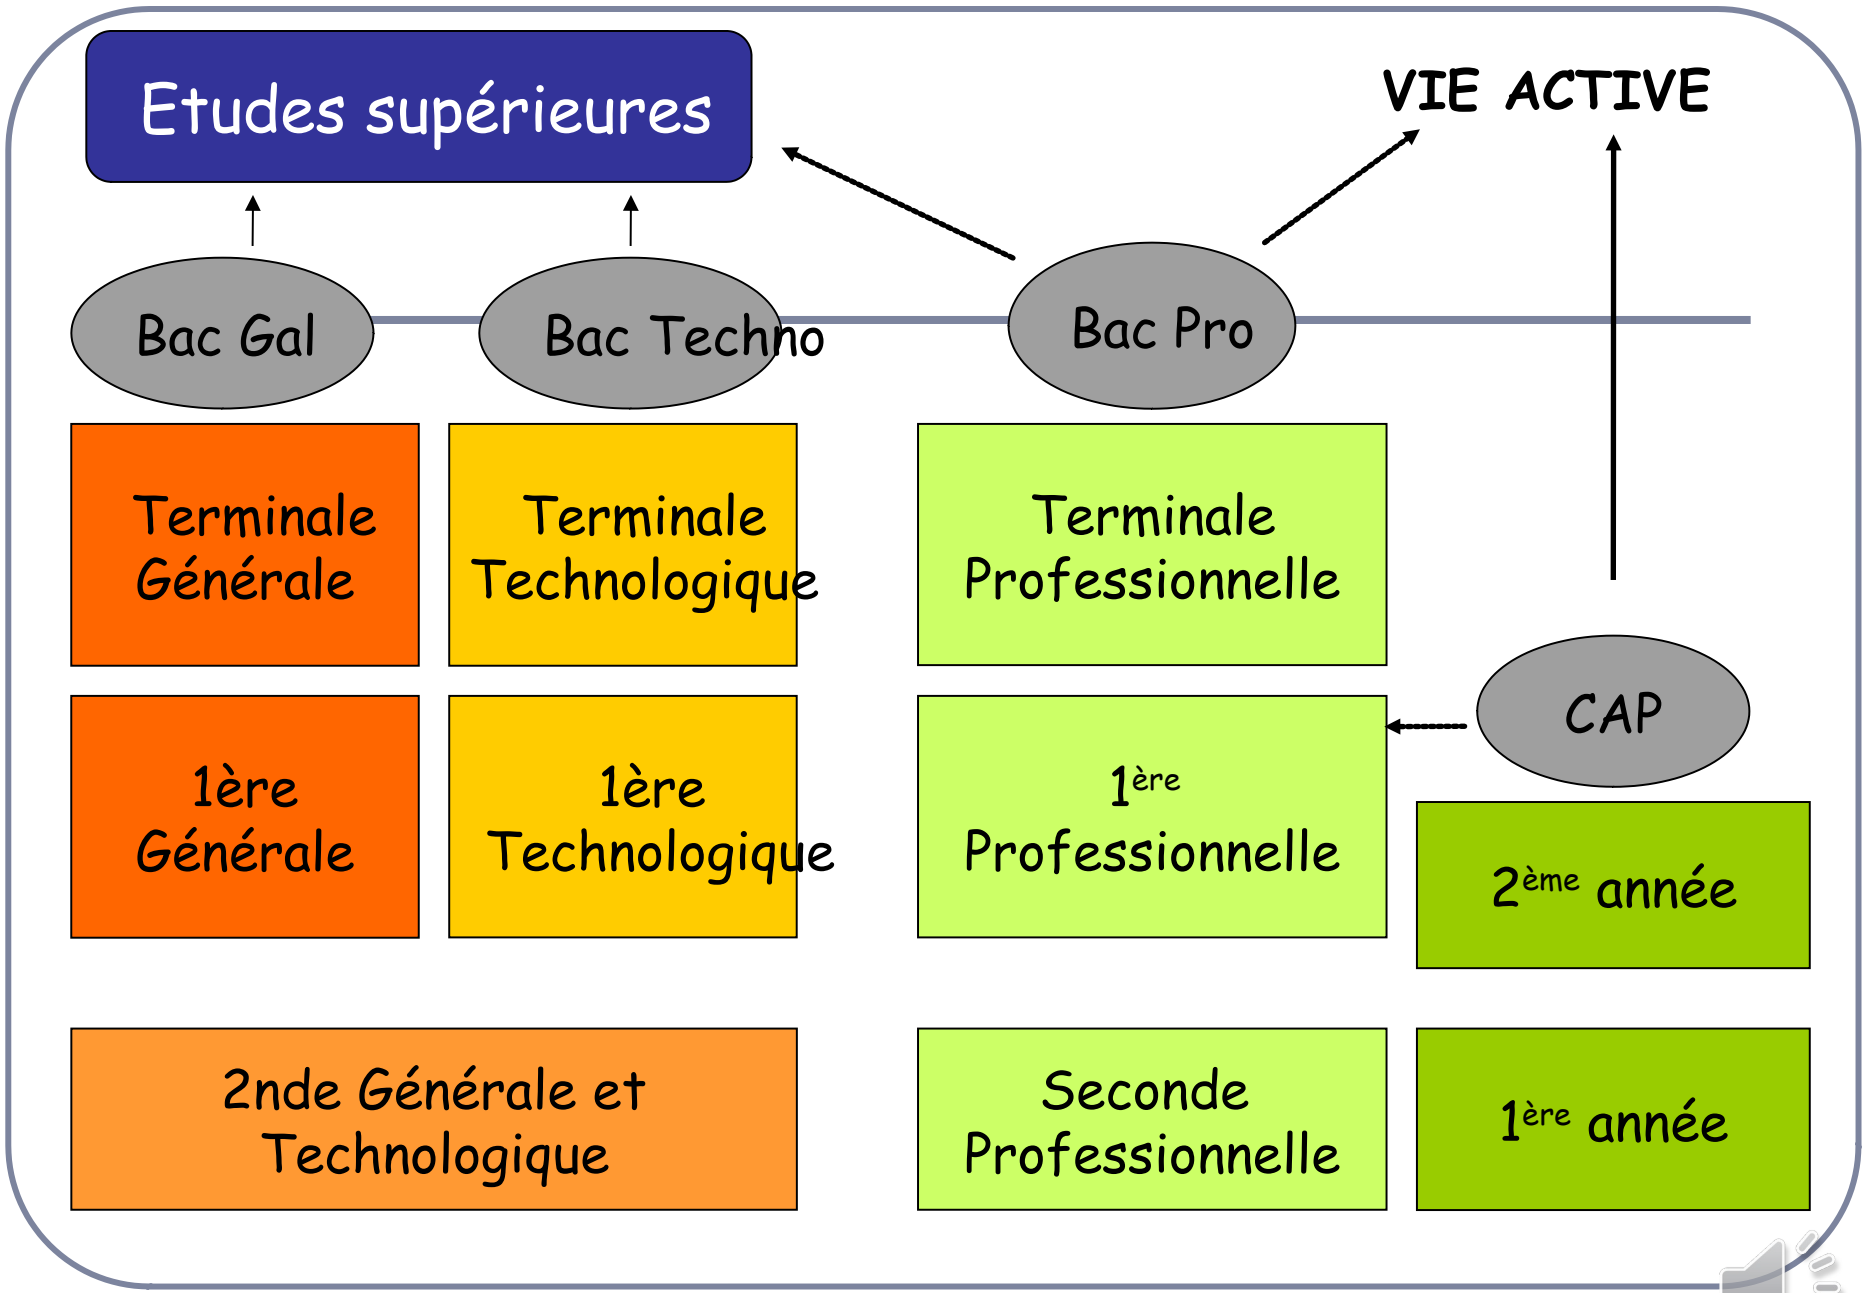 Etudes supérieures
VIE ACTIVE
Bac Gal
Bac Techno
Bac Pro
Terminale
Générale
Terminale
Technologique
Terminale
Professionnelle
CAP
1ère
Générale
1ère
Technologique
1ère
Professionnelle
2ème année
2nde Générale et
Technologique
Seconde
Professionnelle
1ère année